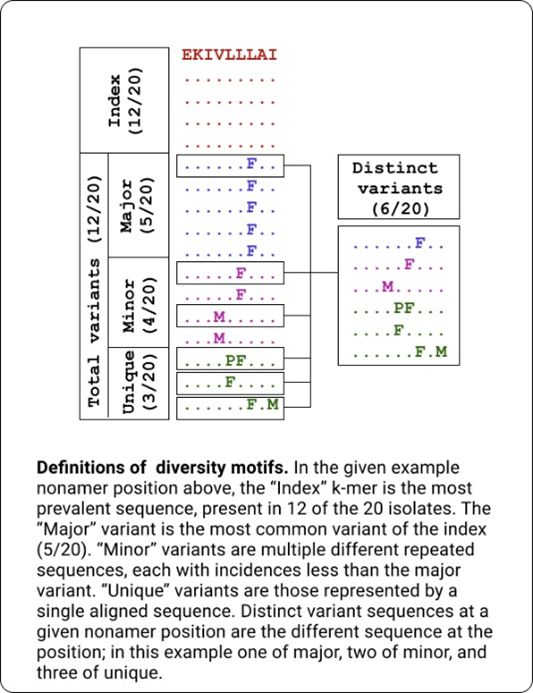 Index
(12/20)
Total variants (12/20)
Major
(5/20)
Minor
(4/20)
Unique
(3/20)
EKIVLLLAI
.........
.........
.........
.........
......F..
......F..
......F..
......F..
......F..
.....F...
.....F...
...M.....
...M.....
....PF...
....F....
......F.M
Distinct
variants
(6/20)
......F..
.....F...
...M.....
....PF...
....F....
......F.M
Definitions of diversity motifs. In the given example
nonamer position above, the “Index” k-mer is the most
prevalent sequence, present in 12 of the 20 isolates. The
“Major” variant is the most common variant of the index
(5/20). “Minor” variants are multiple different repeated
sequences, each with incidences less than the major
variant. “Unique” variants are those represented by a
single aligned sequence. Distinct variant sequences at a
given nonamer position are the different sequence at the
position; in this example one of major, two of minor, and
three of unique.